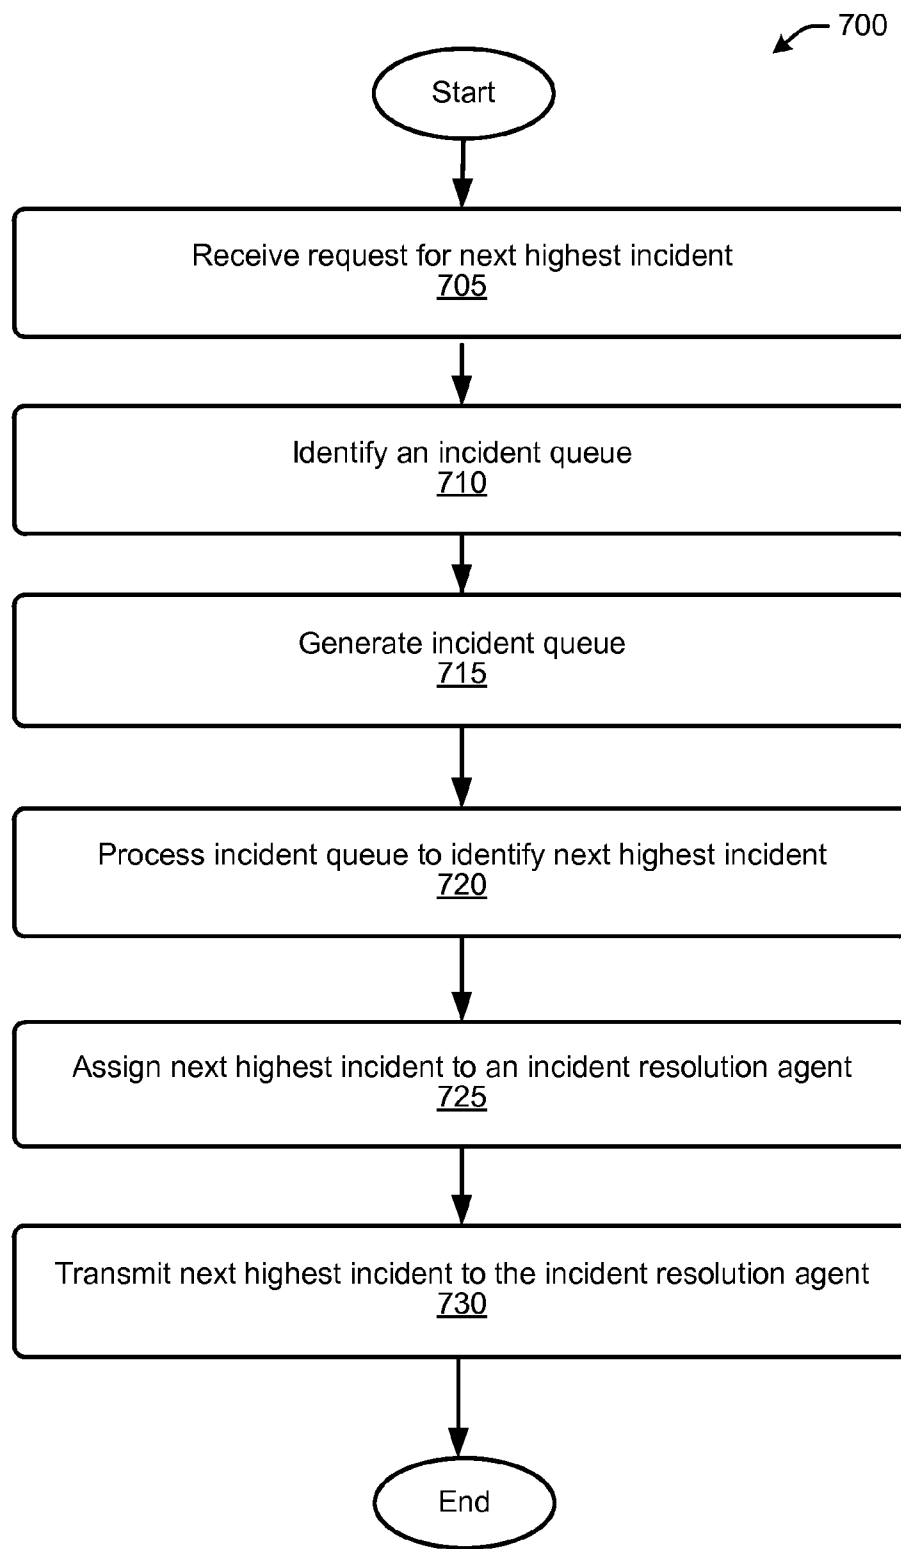 700
Start
Receive request for next highest incident
705
Identify an incident queue
710
Generate incident queue
715
Process incident queue to identify next highest incident
720
Assign next highest incident to an incident resolution agent
725
Transmit next highest incident to the incident resolution agent
730
End